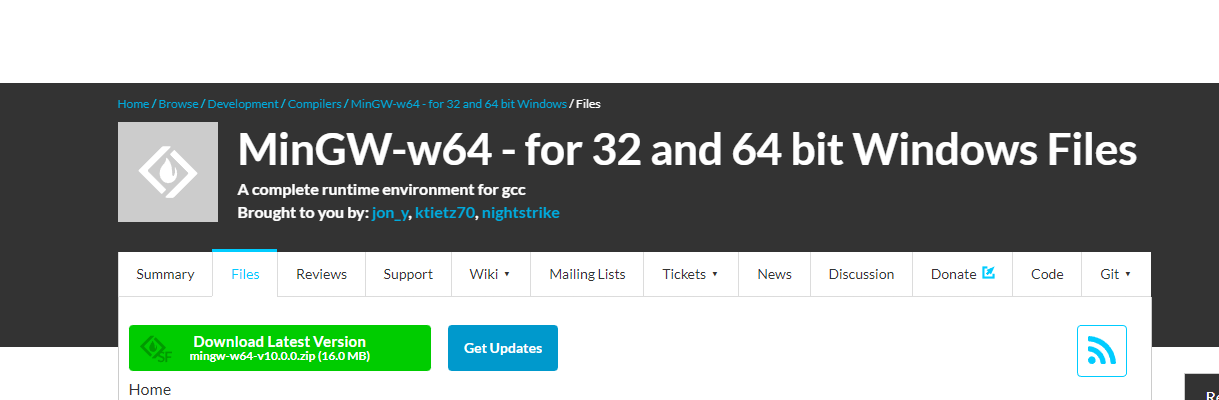 Home / Browse / Development / Compilers / MinGW-w64 - for 32 and 64 bit Windows / Files
MinGW-w64 - for 32 and 64 bit Windows Files
A complete runtime environment for gcc
Brought to you by: jon_y, ktietz70, nightstrike
Summary Files Reviews Support Wiki ▾ Mailing Lists Tickets ▾ News Discussion Donate Code Git ▾
SF
Download Latest Version
mingw-w64-v10.0.0.zip (16.0 MB)
Get Updates
Home